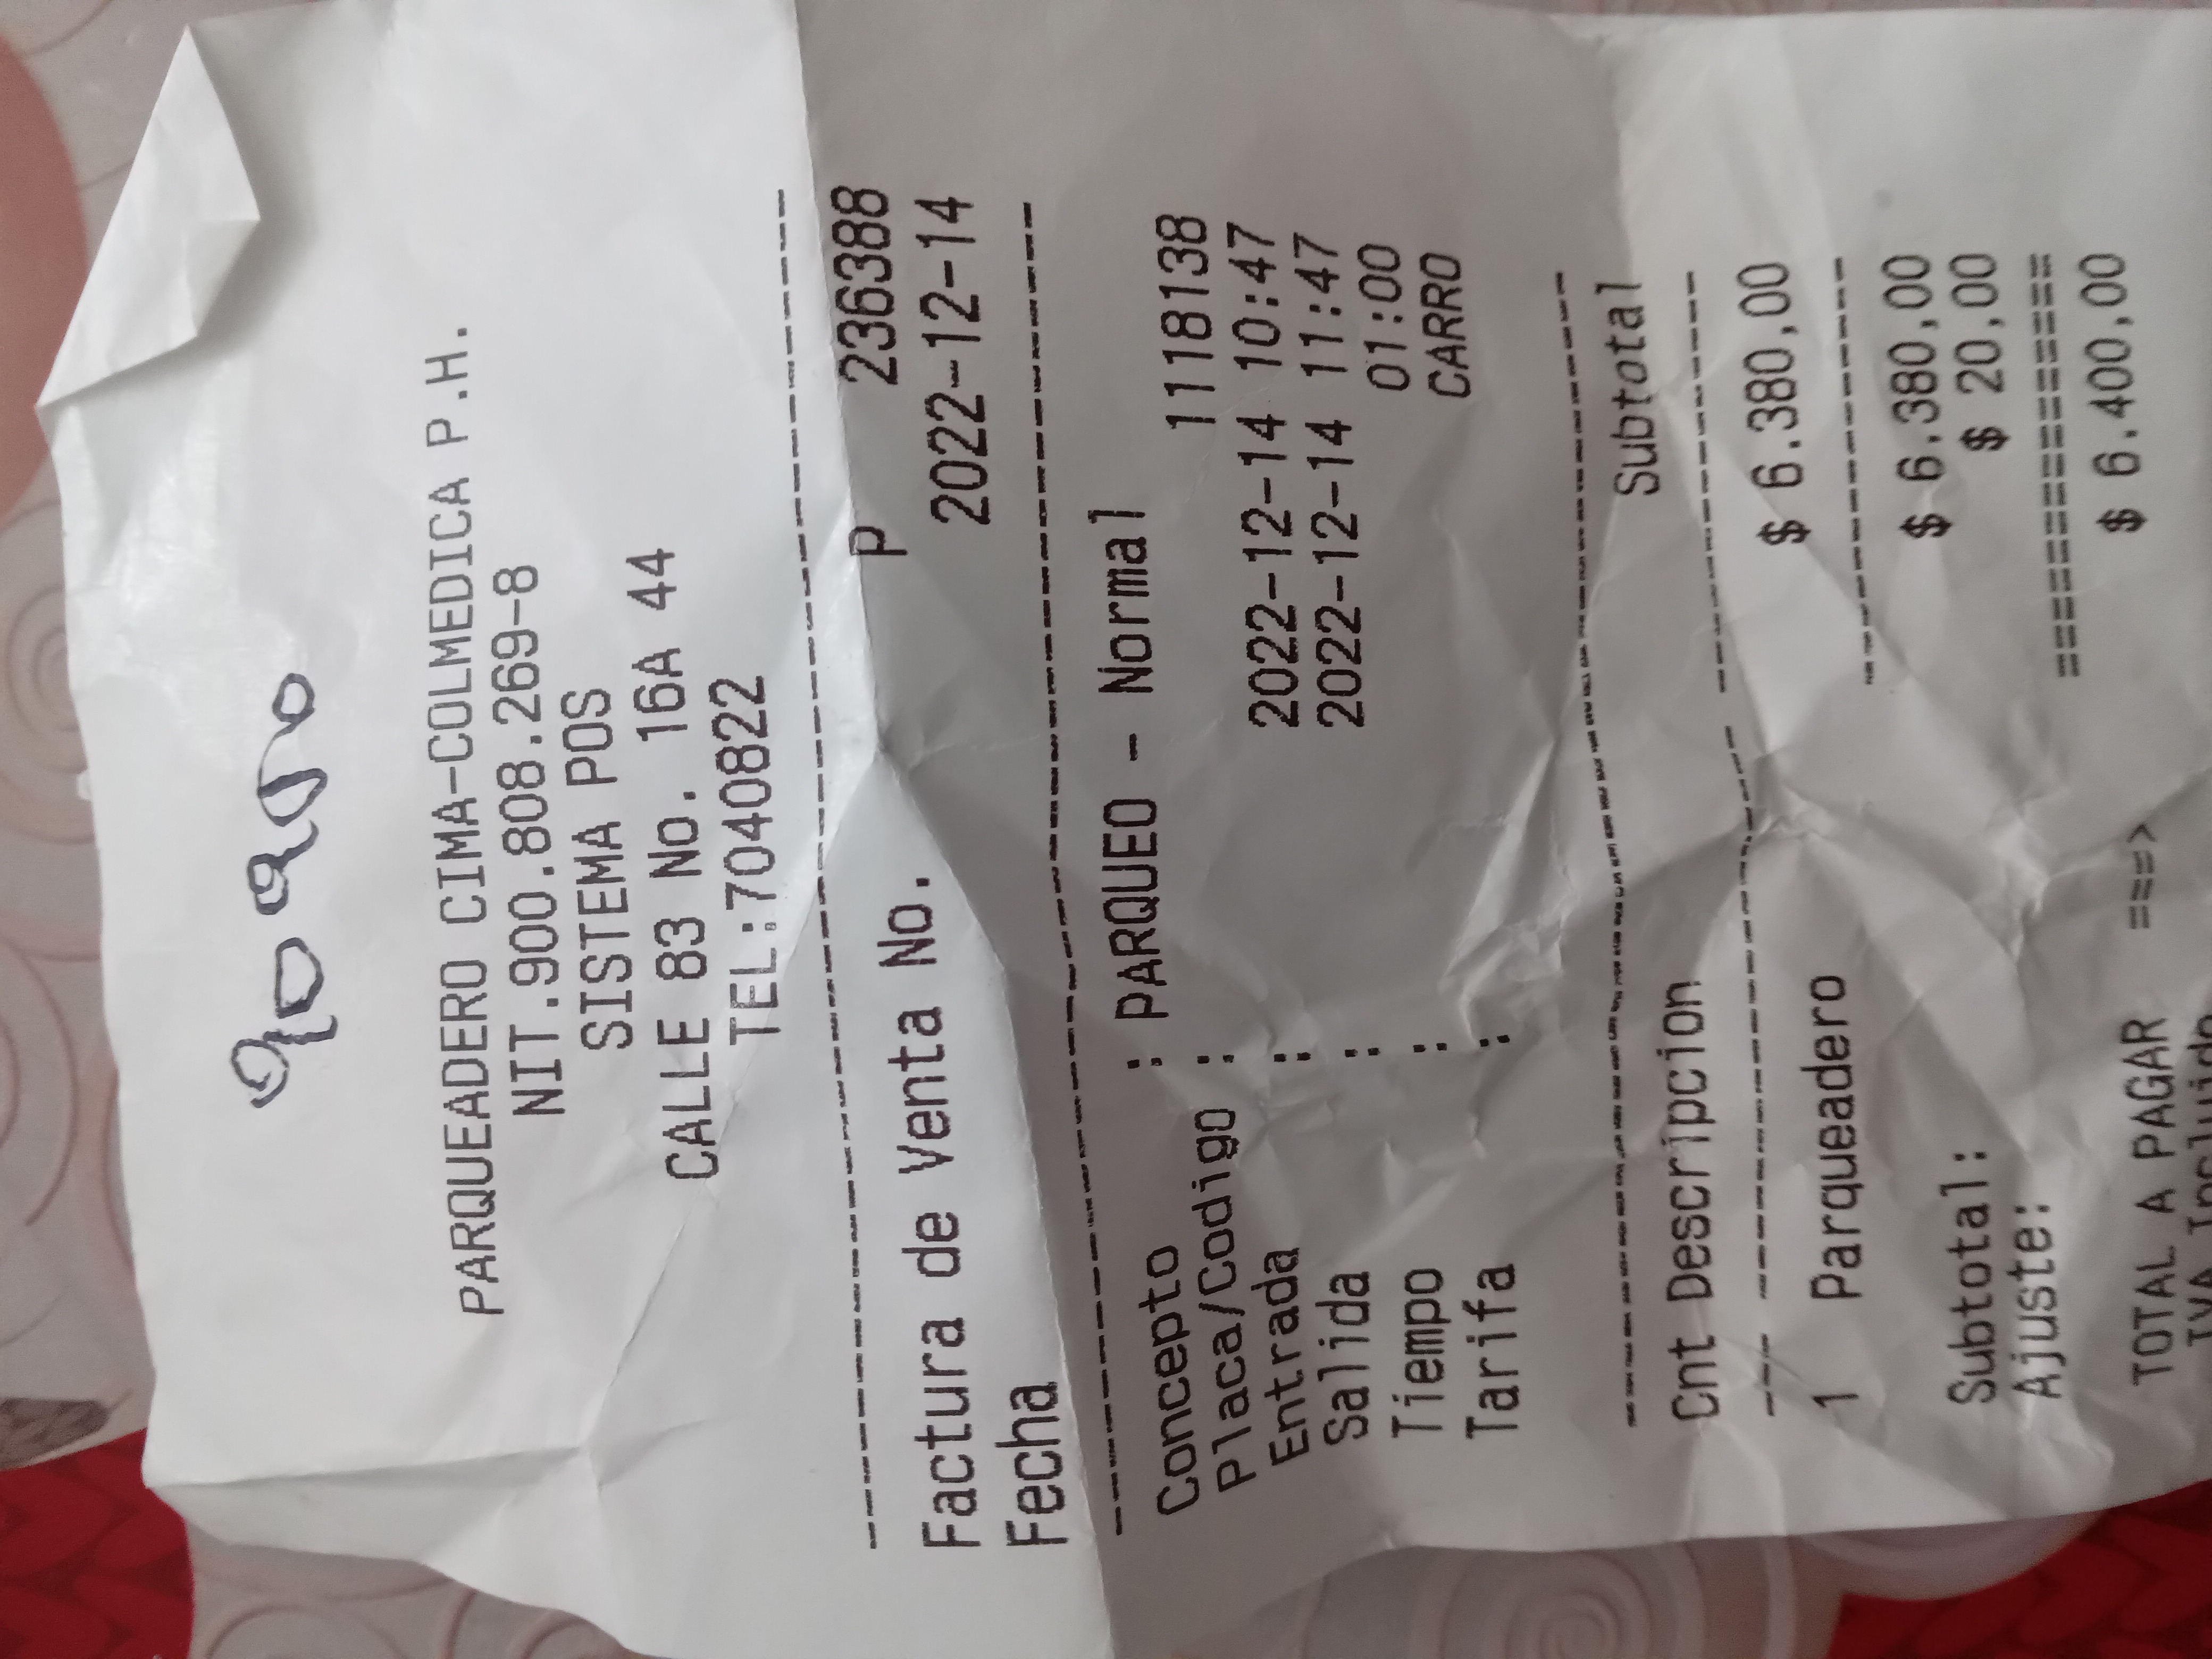 PARQUEADERO CIMA-COLMEDICA P.H.
NIT.900.808.269-8
SISTEMA POS
CALLE 83 No. 16A 44
TEL:7040822
--------------------------------
Factura de Venta No. P 236388
Fecha 2022-12-14
--------------------------------
Concepto : PARQUEO - Normal
Placa/Codigo : 1118138
Entrada : 2022-12-14 10:47
Salida : 2022-12-14 11:47
Tiempo : 01:00
Tarifa : CARRO
--------------------------------
Cnt Descripcion Subtotal
--------------------------------
1 Parqueadero $ 6.380,00
----------------
Subtotal: $ 6.380,00
Ajuste: $ 20,00
================
TOTAL A PAGAR ===> $ 6.400,00
IVA Incluido